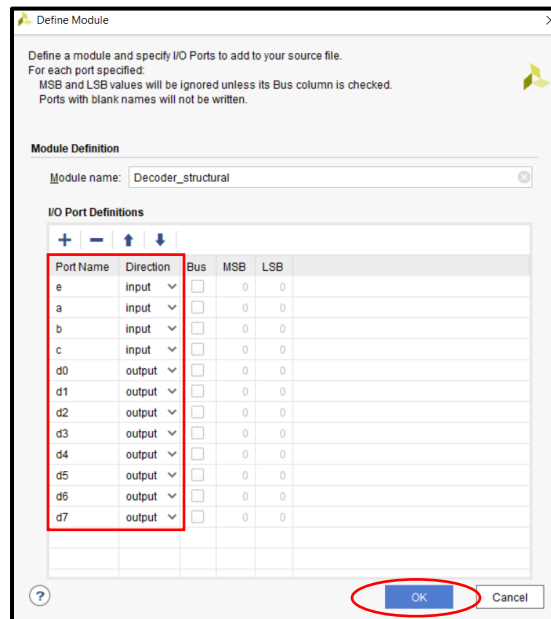 Define Module
Define a module and specify I/O Ports to add to your source file.
For each port specified:
MSB and LSB values will be ignored unless its Bus column is checked.
Ports with blank names will not be written.
Module Definition
Module name: Decoder_structural
I/O Port Definitions
Port Name Direction Bus MSB LSB
e input 0 0
a input 0 0
b input 0 0
c input 0 0
d0 output 0 0
d1 output 0 0
d2 output 0 0
d3 output 0 0
d4 output 0 0
d5 output 0 0
d6 output 0 0
d7 output 0 0
? OK Cancel